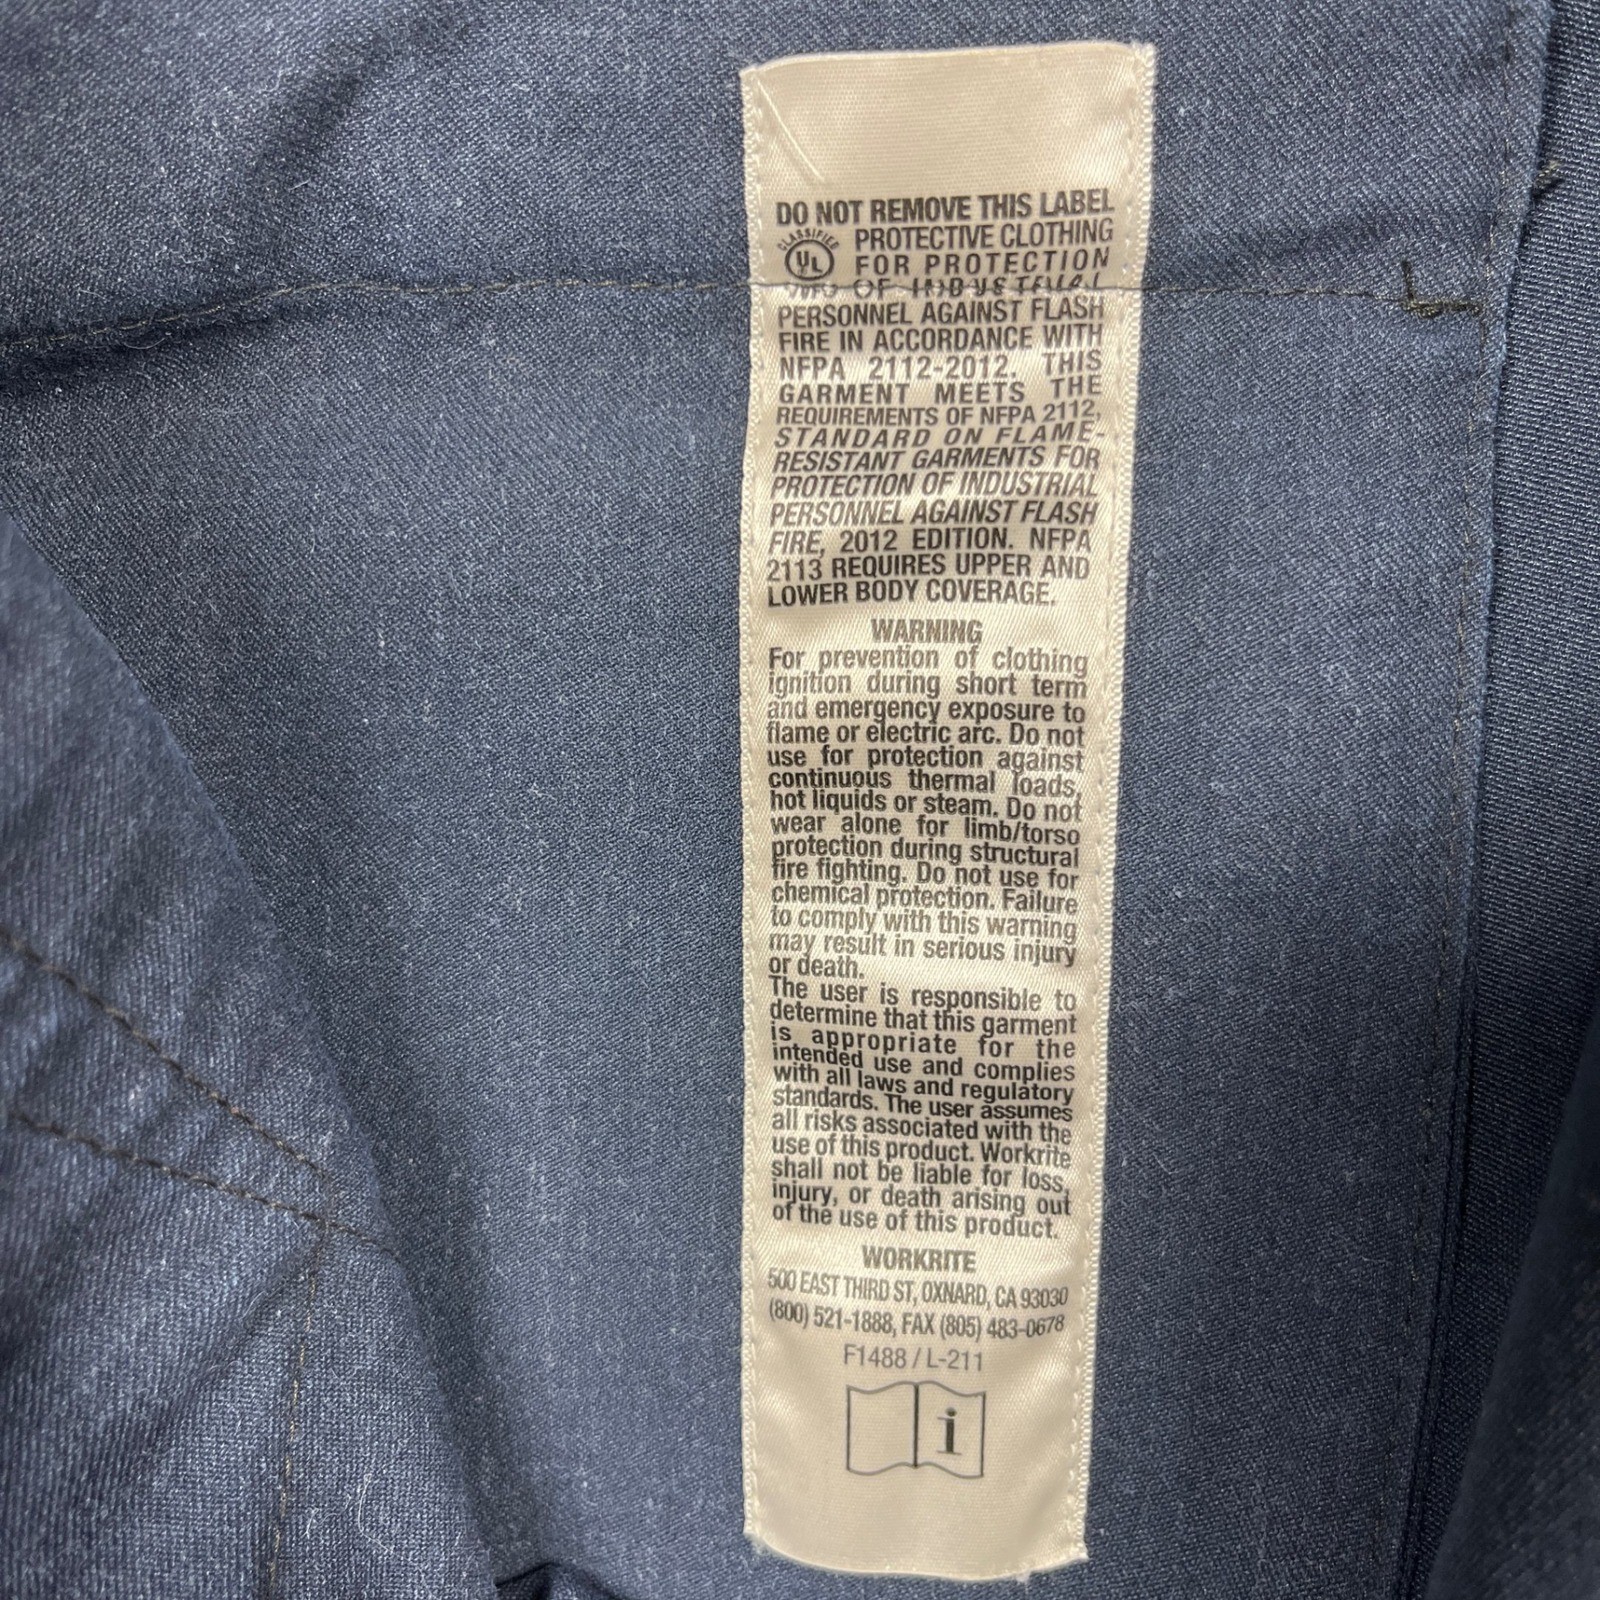 DO NOT REMOVE THIS LABEL
CLASSIFIED
UL
PROTECTIVE CLOTHING
FOR PROTECTION
OF INDUSTRIAL
PERSONNEL AGAINST FLASH
FIRE IN ACCORDANCE WITH
NFPA 2112-2012. THIS
GARMENT MEETS THE
REQUIREMENTS OF NFPA 2112,
STANDARD ON FLAME-
RESISTANT GARMENTS FOR
PROTECTION OF INDUSTRIAL
PERSONNEL AGAINST FLASH
FIRE, 2012 EDITION. NFPA
2113 REQUIRES UPPER AND
LOWER BODY COVERAGE.
WARNING
For prevention of clothing
ignition during short term
and emergency exposure to
flame or electric arc. Do not
use for protection against
continuous thermal loads,
hot liquids or steam. Do not
wear alone for limb/torso
protection during structural
fire fighting. Do not use for
chemical protection. Failure
to comply with this warning
may result in serious injury
or death.
The user is responsible to
determine that this garment
is appropriate for the
intended use and complies
with all laws and regulatory
standards. The user assumes
all risks associated with the
use of this product. Workrite
shall not be liable for loss,
injury, or death arising out
of the use of this product.
WORKRITE
500 EAST THIRD ST, OXNARD, CA 93030
(800) 521-1888, FAX (805) 483-0678
F1488 / L-211
i